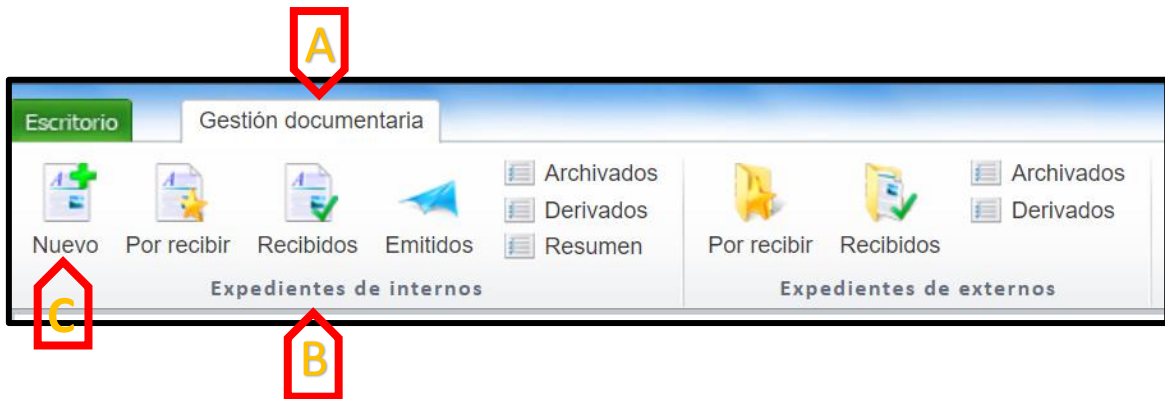 A
Escritorio Gestión documentaria
Archivados Archivados
Derivados Derivados
Nuevo Por recibir Recibidos Emitidos Resumen Por recibir Recibidos
Expedientes de internos Expedientes de externos
C
B